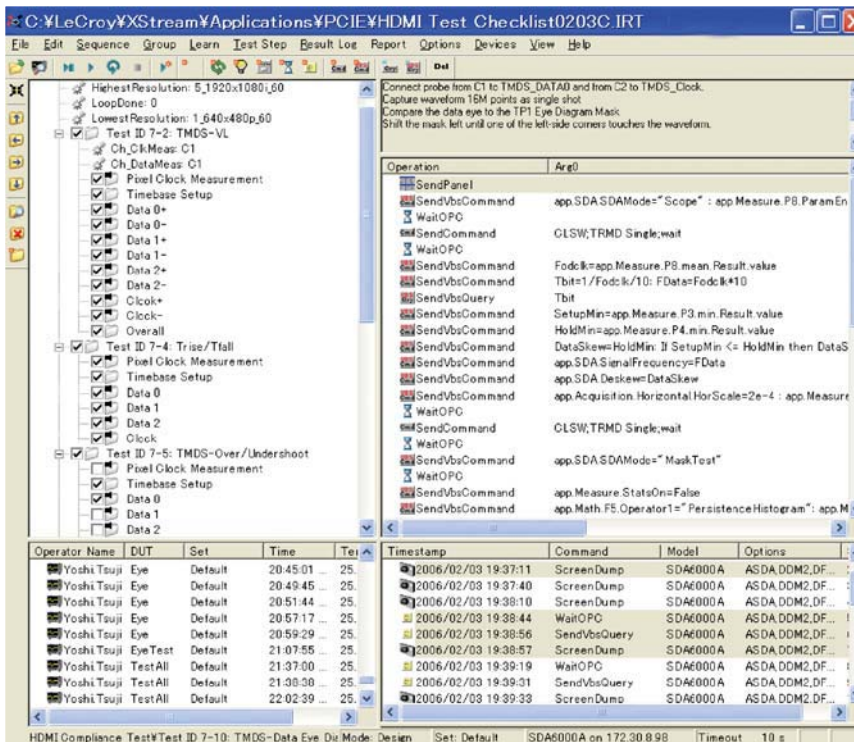 C:¥LeCroy¥XStream¥Applications¥PCIE¥HDMI Test Checklist0203C.IRT
File Edit Sequence Group Learn Test Step Result Log Report Options Devices View Help
Del
HighestResolution: 5_1920x1080i_60
LoopDone: 0
LowestResolution: 1_640x480p_60
Test ID 7-2: TMDS-VL
Ch_ClkMeas: C1
Ch_DataMeas: C1
Pixel Clock Measurement
Timebase Setup
Data 0+
Data 0-
Data 1+
Data 1-
Data 2+
Data 2-
Clcok+
Clock-
Overall
Test ID 7-4: Trise/Tfall
Pixel Clock Measurement
Timebase Setup
Data 0
Data 1
Data 2
Clock
Test ID 7-5: TMDS-Over/Undershoot
Pixel Clock Measurement
Timebase Setup
Data 0
Data 1
Data 2
Connect probe from C1 to TMDS_DATA0 and from C2 to TMDS_Clock.
Capture waveform 16M points as single shot
Compare the data eye to the TP1 Eye Diagram Mask
Shift the mask left until one of the left-side corners touches the waveform.
Operation Arg0
SendPanel
SendVbsCommand app.SDA.SDAMode="Scope" : app.Measure.P8.ParamEn
WaitOPC
SendCommand CLSW;TRMD Single;wait
WaitOPC
SendVbsCommand Fodclk=app.Measure.P8.mean.Result.value
SendVbsCommand Tbit=1/Fodclk/10: FData=Fodclk*10
SendVbsQuery Tbit
SendVbsCommand SetupMin=app.Measure.P3.min.Result.value
SendVbsCommand HoldMin=app.Measure.P4.min.Result.value
SendVbsCommand DataSkew=HoldMin: If SetupMin <= HoldMin then DataS
SendVbsCommand app.SDA.SignalFrequency=FData
SendVbsCommand app.SDA.Deskew=DataSkew
SendVbsCommand app.Acquisition.Horizontal.HorScale=2e-4 : app.Measure
WaitOPC
SendCommand CLSW;TRMD Single;wait
WaitOPC
SendVbsCommand app.SDA.SDAMode="MaskTest"
WaitOPC
SendVbsCommand app.Measure.StatsOn=False
SendVbsCommand app.Math.F5.Operator1="PersistenceHistogram": app.M
Operator Name DUT Set Time
Yoshi.Tsuji Eye Default 20:45:01 ... 25.
Yoshi.Tsuji Eye Default 20:49:45 ... 25.
Yoshi.Tsuji Eye Default 20:51:44 ... 25.
Yoshi.Tsuji Eye Default 20:57:17 ... 25.
Yoshi.Tsuji Eye Default 20:59:29 ... 25.
Yoshi.Tsuji EyeTest Default 21:07:55 ... 25.
Yoshi.Tsuji TestAll Default 21:37:00 ... 25.
Yoshi.Tsuji TestAll Default 21:38:38 ... 25.
Yoshi.Tsuji TestAll Default 22:02:39 ... 25.
Timestamp Command Model Options
2006/02/03 19:37:11 ScreenDump SDA6000A ASDA,DDM2,DF...
2006/02/03 19:37:40 ScreenDump SDA6000A ASDA,DDM2,DF...
2006/02/03 19:38:10 ScreenDump SDA6000A ASDA,DDM2,DF...
2006/02/03 19:38:44 WaitOPC SDA6000A ASDA,DDM2,DF...
2006/02/03 19:38:56 SendVbsQuery SDA6000A ASDA,DDM2,DF...
2006/02/03 19:38:57 ScreenDump SDA6000A ASDA,DDM2,DF...
2006/02/03 19:39:19 WaitOPC SDA6000A ASDA,DDM2,DF...
2006/02/03 19:39:31 SendVbsQuery SDA6000A ASDA,DDM2,DF...
2006/02/03 19:39:33 ScreenDump SDA6000A ASDA,DDM2,DF...
HDMI Compliance Test¥Test ID 7-10: TMDS-Data Eye Dia Mode: Design Set: Default SDA6000A on 172.30.8.98 Timeout 10 s